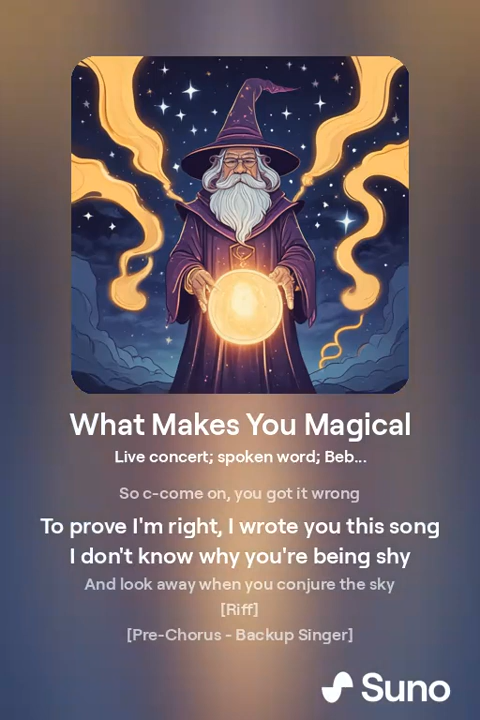 What Makes You Magical
Live concert; spoken word; Beb...
So c-come on, you got it wrong
To prove I'm right, I wrote you this song
I don't know why you're being shy
And look away when you conjure the sky
[Riff]
[Pre-Chorus - Backup Singer]
Suno